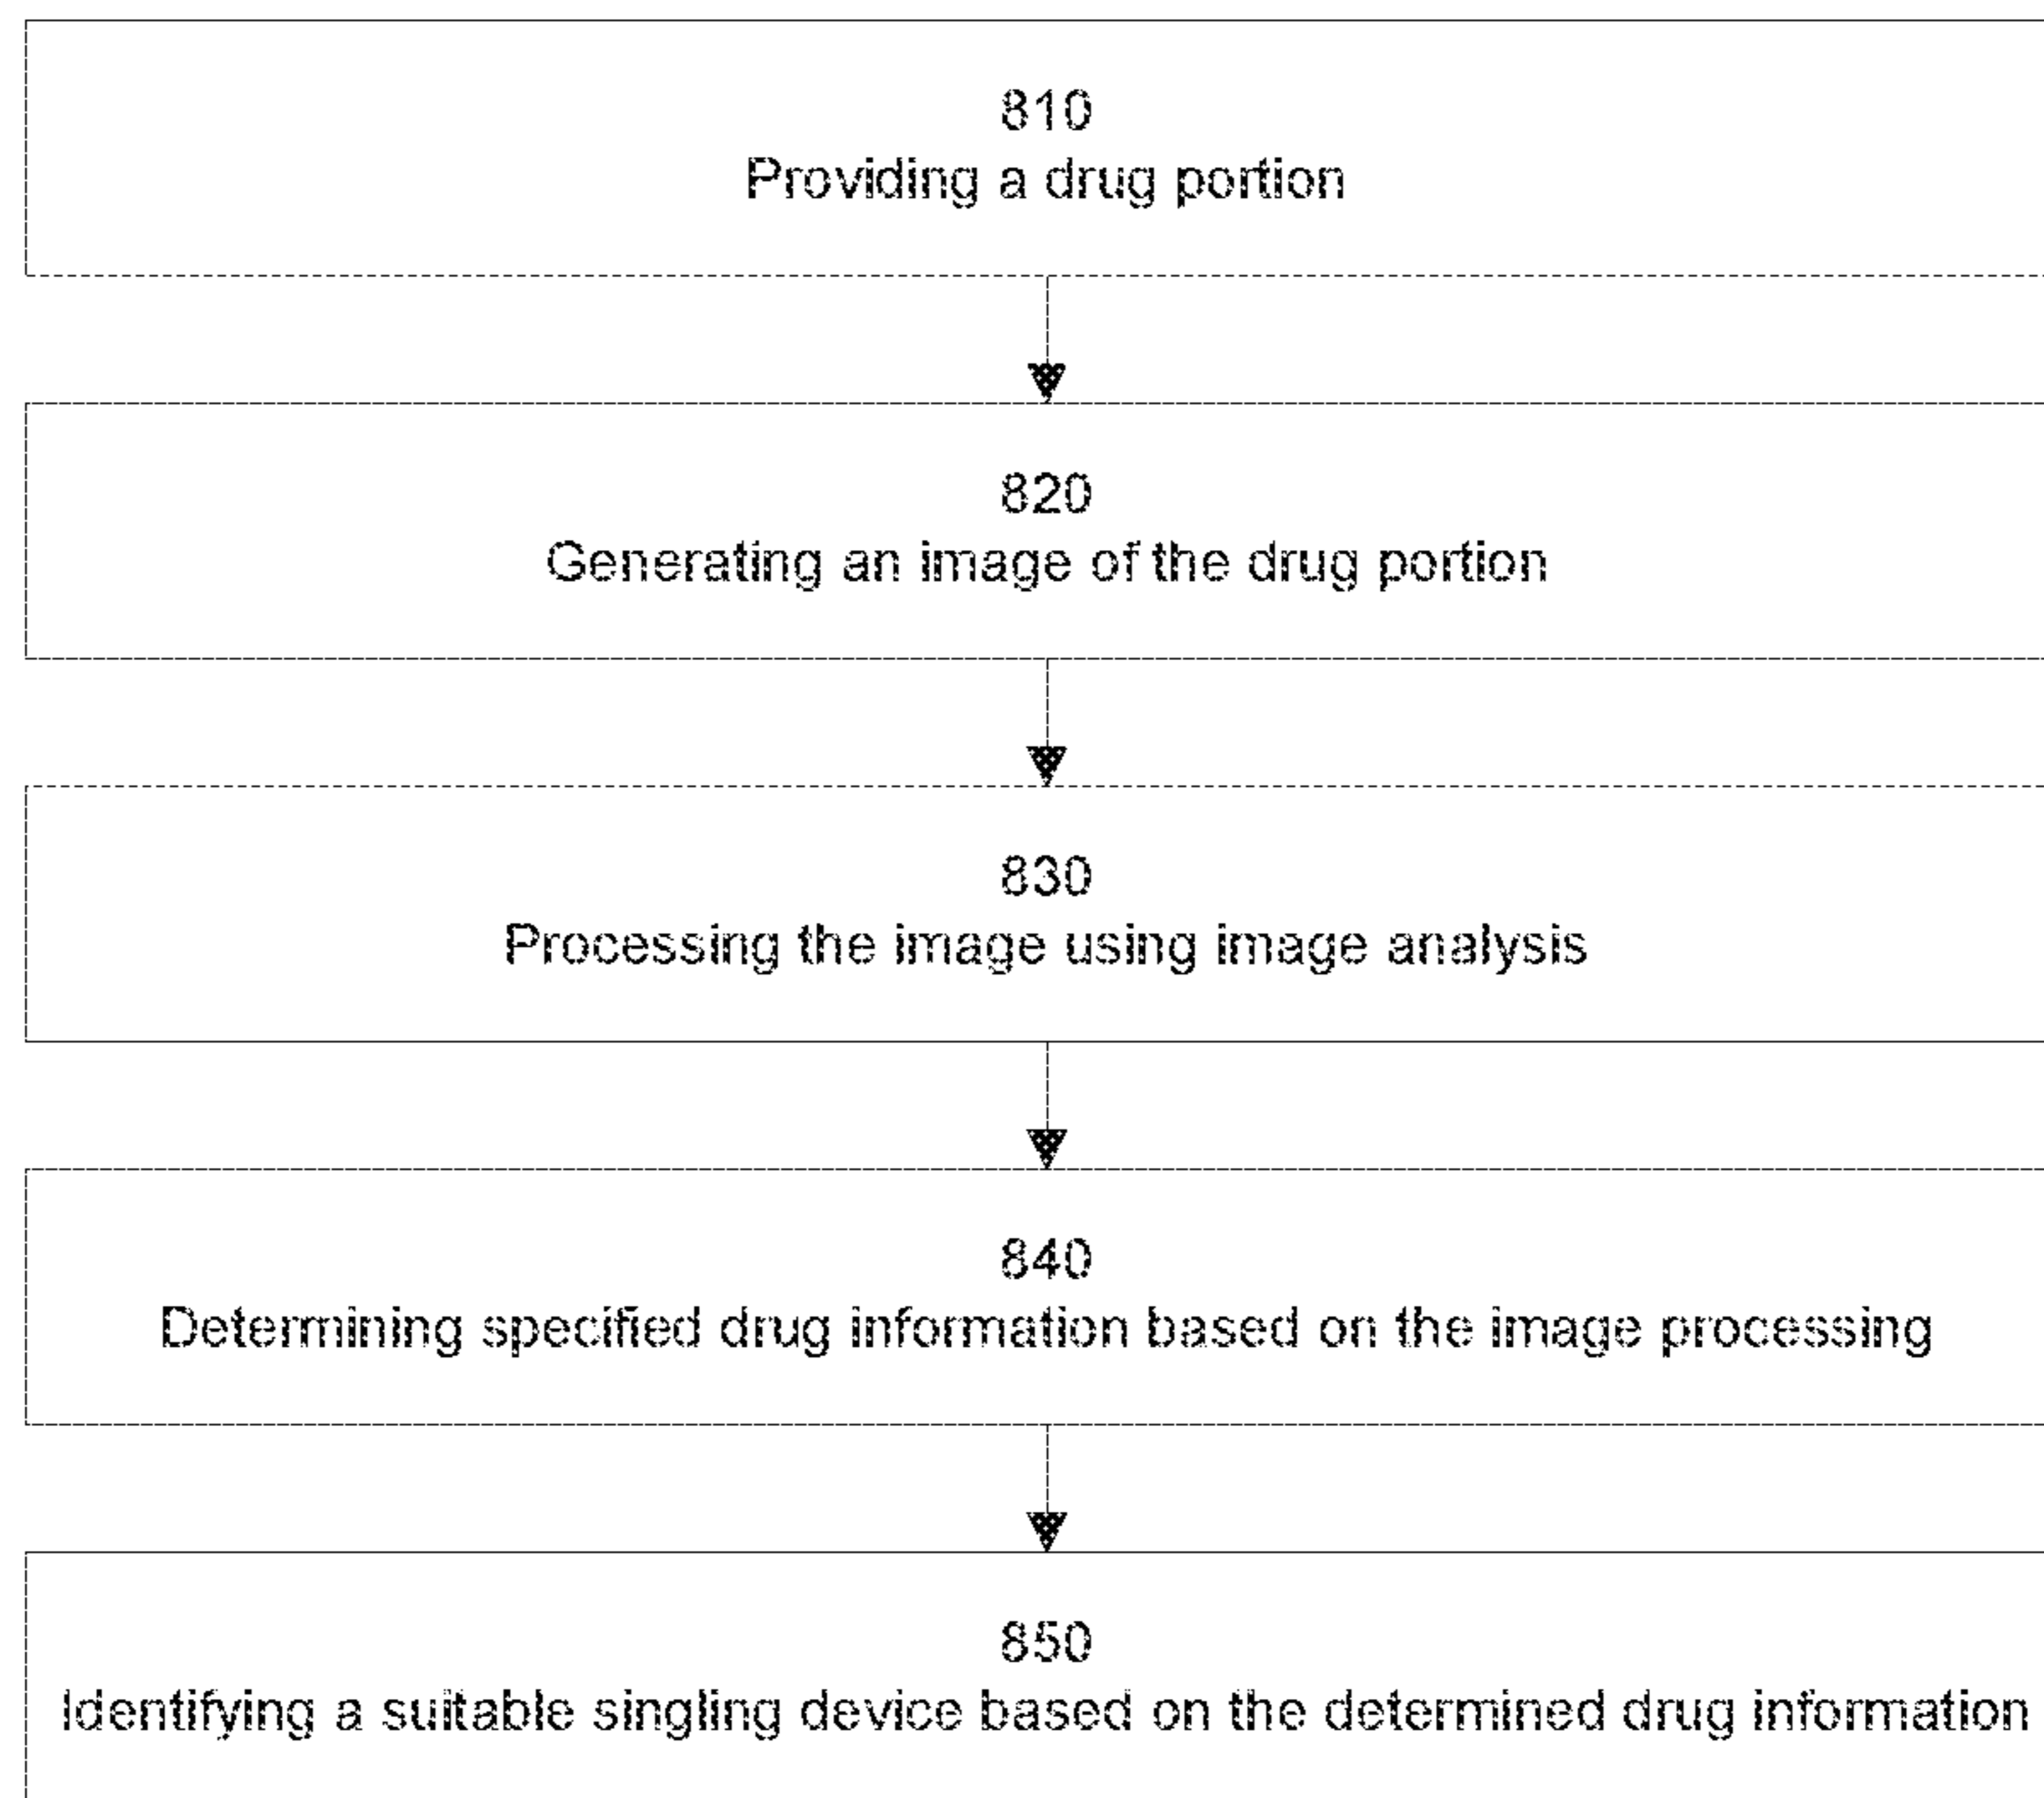 810
Providing a drug portion
820
Generating an image of the drug portion
830
Processing the image using image analysis
840
Determining specified drug information based on the image processing
850
Identifying a suitable singling device based on the determined drug information